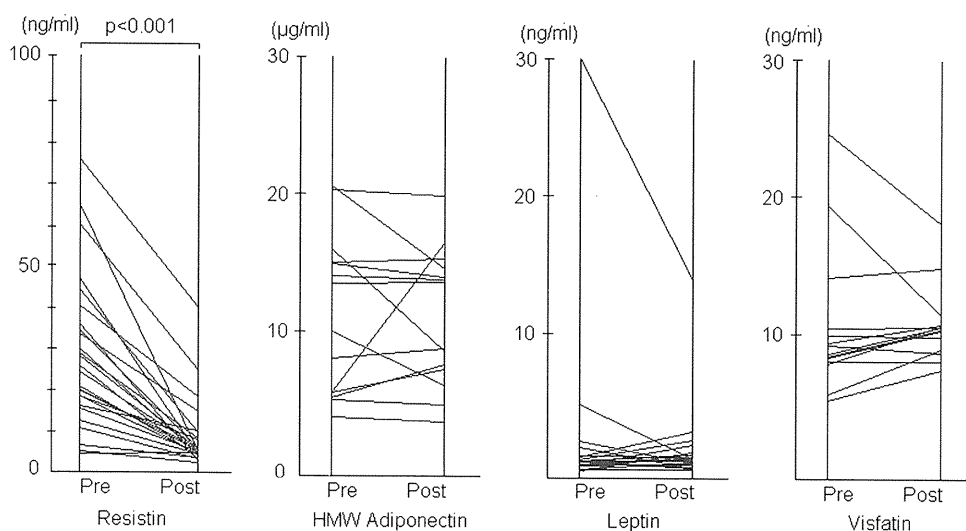 (ng/ml) p<0.001
100
50
0
Pre Post
Resistin
(μg/ml)
30
20
10
0
Pre Post
HMW Adiponectin
(ng/ml)
30
20
10
Pre Post
Leptin
(ng/ml)
30
20
10
Pre Post
Visfatin